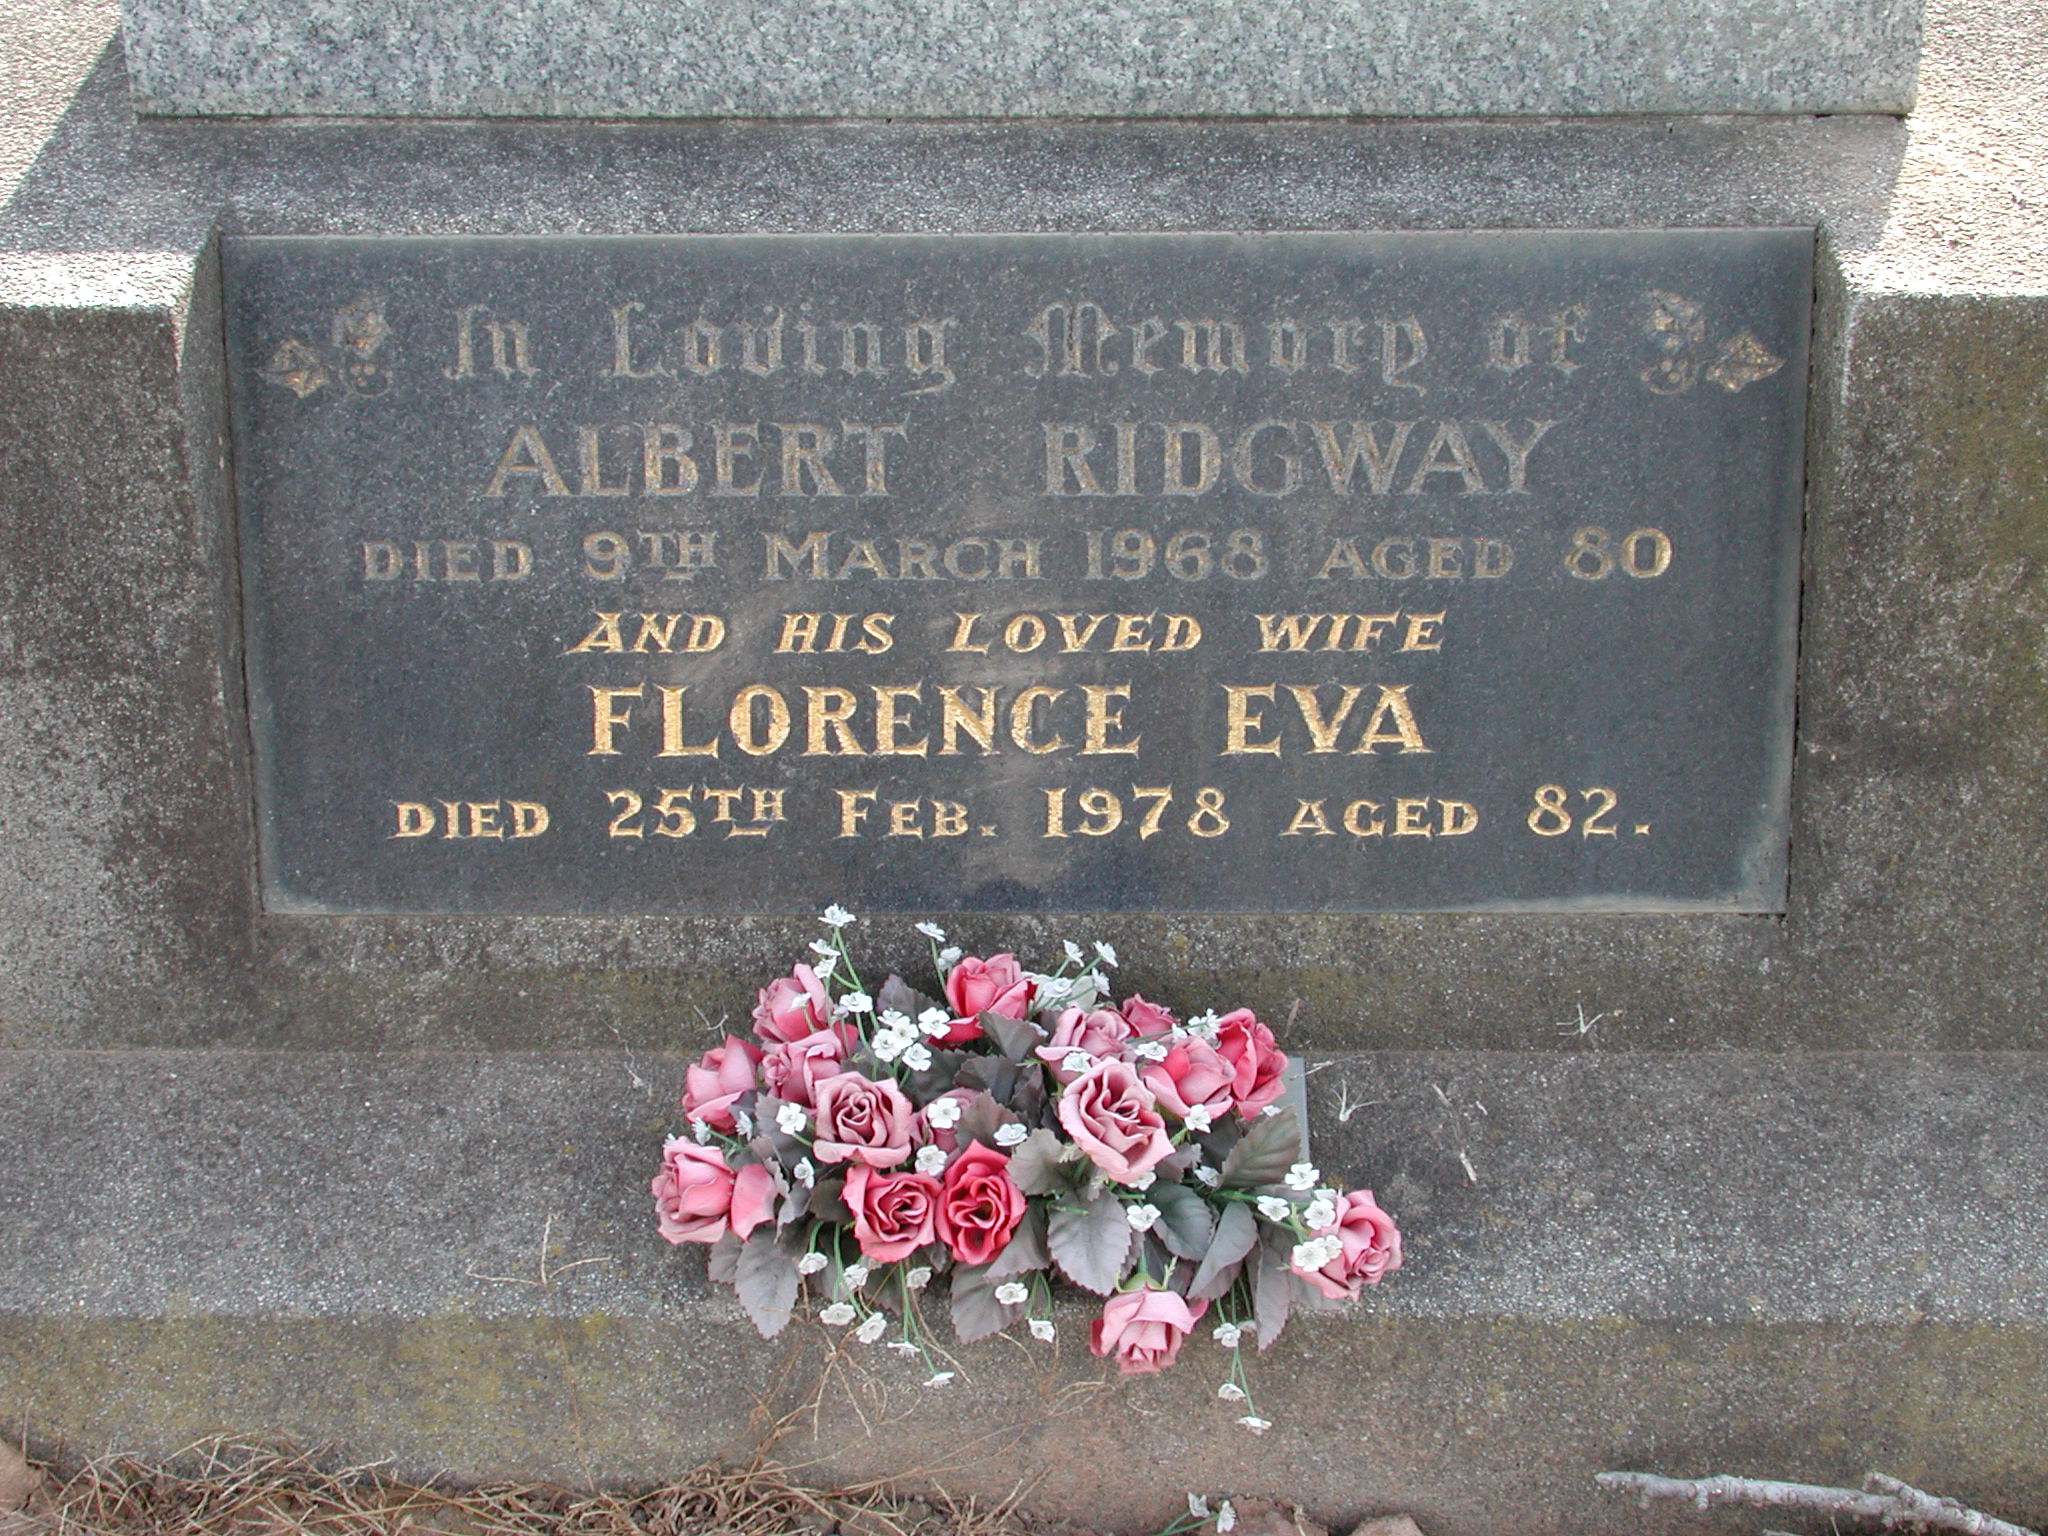 In Loving Memory of
ALBERT RIDGWAY
DIED 9TH MARCH 1968 AGED 80
AND HIS LOVED WIFE
FLORENCE EVA
DIED 25TH FEB. 1978 AGED 82.